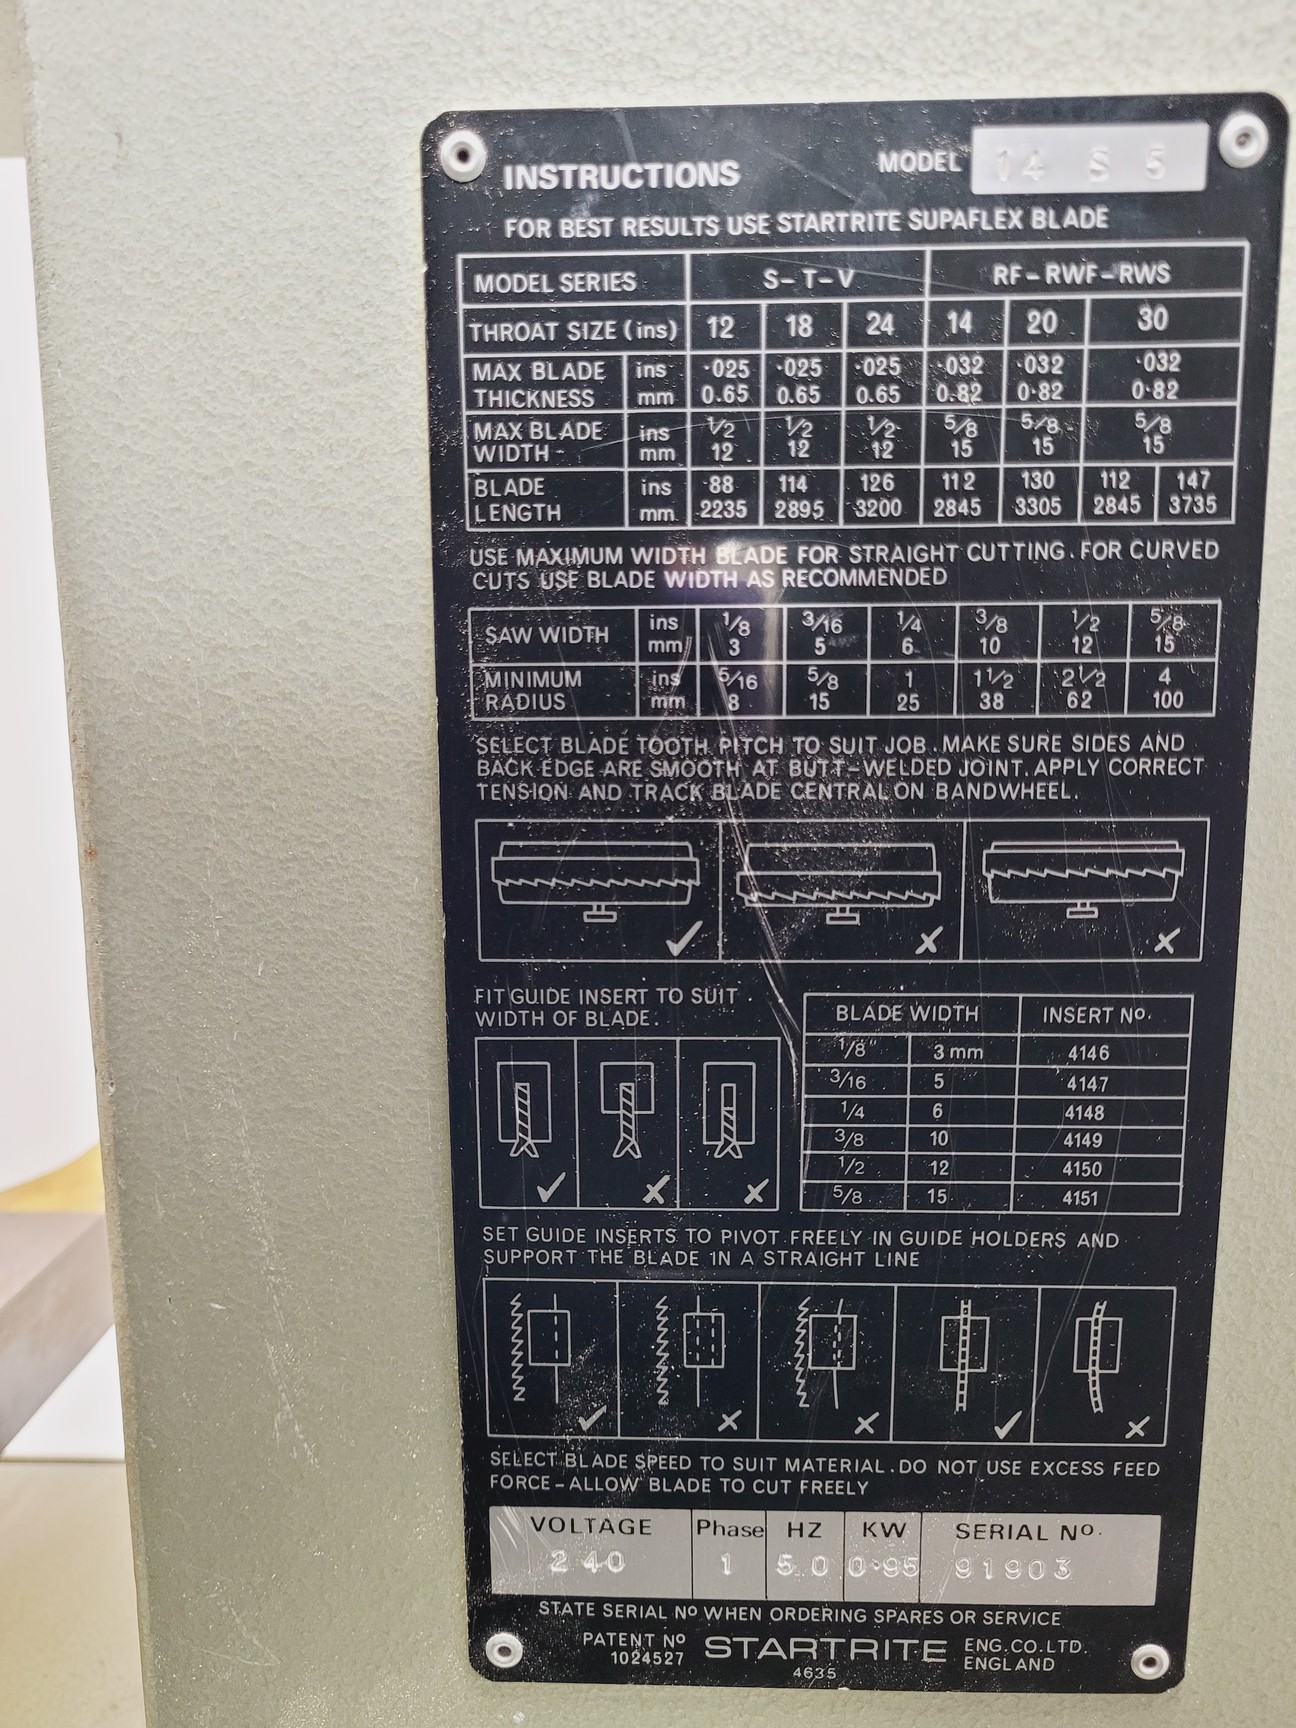 INSTRUCTIONS MODEL 14 S 5
FOR BEST RESULTS USE STARTRITE SUPAFLEX BLADE
MODEL SERIES S-T-V RF-RWF-RWS
THROAT SIZE (ins) 12 18 24 14 20 30
MAX BLADE THICKNESS ins ·025 ·025 ·025 ·032 ·032 ·032
mm 0.65 0.65 0.65 0.82 0·82 0·82
MAX BLADE WIDTH ins 1/2 1/2 1/2 5/8 5/8 5/8
mm 12 12 12 15 15 15
BLADE LENGTH ins 88 114 126 112 130 112 147
mm 2235 2895 3200 2845 3305 2845 3735
USE MAXIMUM WIDTH BLADE FOR STRAIGHT CUTTING. FOR CURVED
CUTS USE BLADE WIDTH AS RECOMMENDED
SAW WIDTH ins 1/8 3/16 1/4 3/8 1/2 5/8
mm 3 5 6 10 12 15
MINIMUM RADIUS ins 5/16 5/8 1 1 1/2 2 1/2 4
mm 8 15 25 38 62 100
SELECT BLADE TOOTH PITCH TO SUIT JOB. MAKE SURE SIDES AND
BACK EDGE ARE SMOOTH AT BUTT-WELDED JOINT. APPLY CORRECT
TENSION AND TRACK BLADE CENTRAL ON BANDWHEEL.
FIT GUIDE INSERT TO SUIT
WIDTH OF BLADE.
BLADE WIDTH INSERT No.
1/8" 3 mm 4146
3/16 5 4147
1/4 6 4148
3/8 10 4149
1/2 12 4150
5/8 15 4151
SET GUIDE INSERTS TO PIVOT FREELY IN GUIDE HOLDERS AND
SUPPORT THE BLADE IN A STRAIGHT LINE
SELECT BLADE SPEED TO SUIT MATERIAL. DO NOT USE EXCESS FEED
FORCE-ALLOW BLADE TO CUT FREELY
VOLTAGE Phase HZ KW SERIAL No.
240 1 50 0·95 91903
STATE SERIAL No WHEN ORDERING SPARES OR SERVICE
PATENT No 1024527 STARTRITE ENG. CO. LTD. ENGLAND
4635